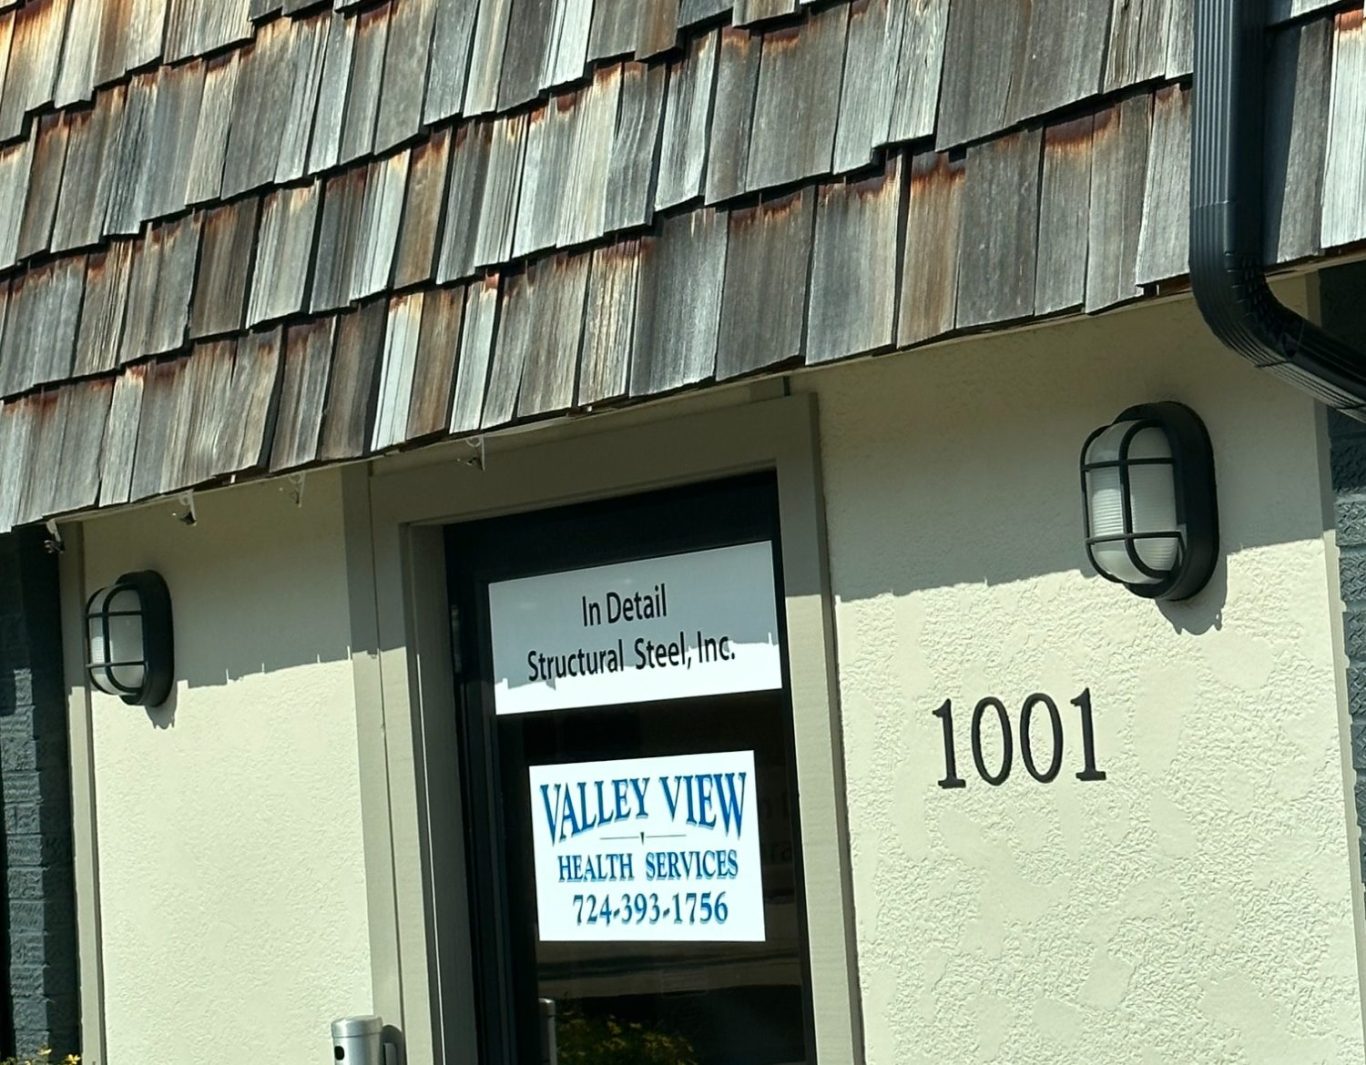 In Detail
Structural Steel, Inc.
VALLEY VIEW
HEALTH SERVICES
724-393-1756
1001